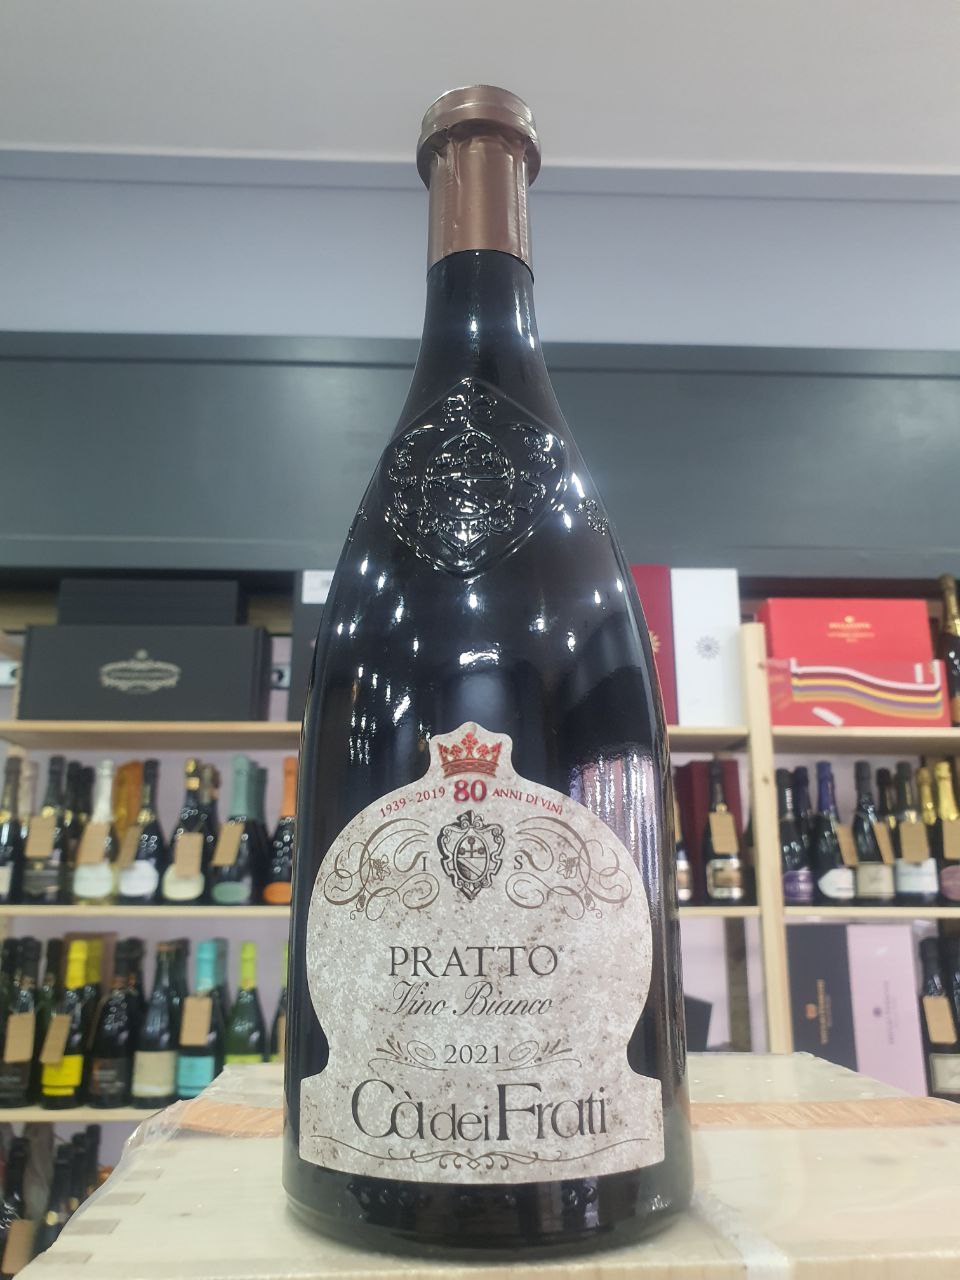 1939 - 2019 80 ANNI DI VINI
I S
PRATTO®
Vino Bianco
2021
Cà dei Frati®